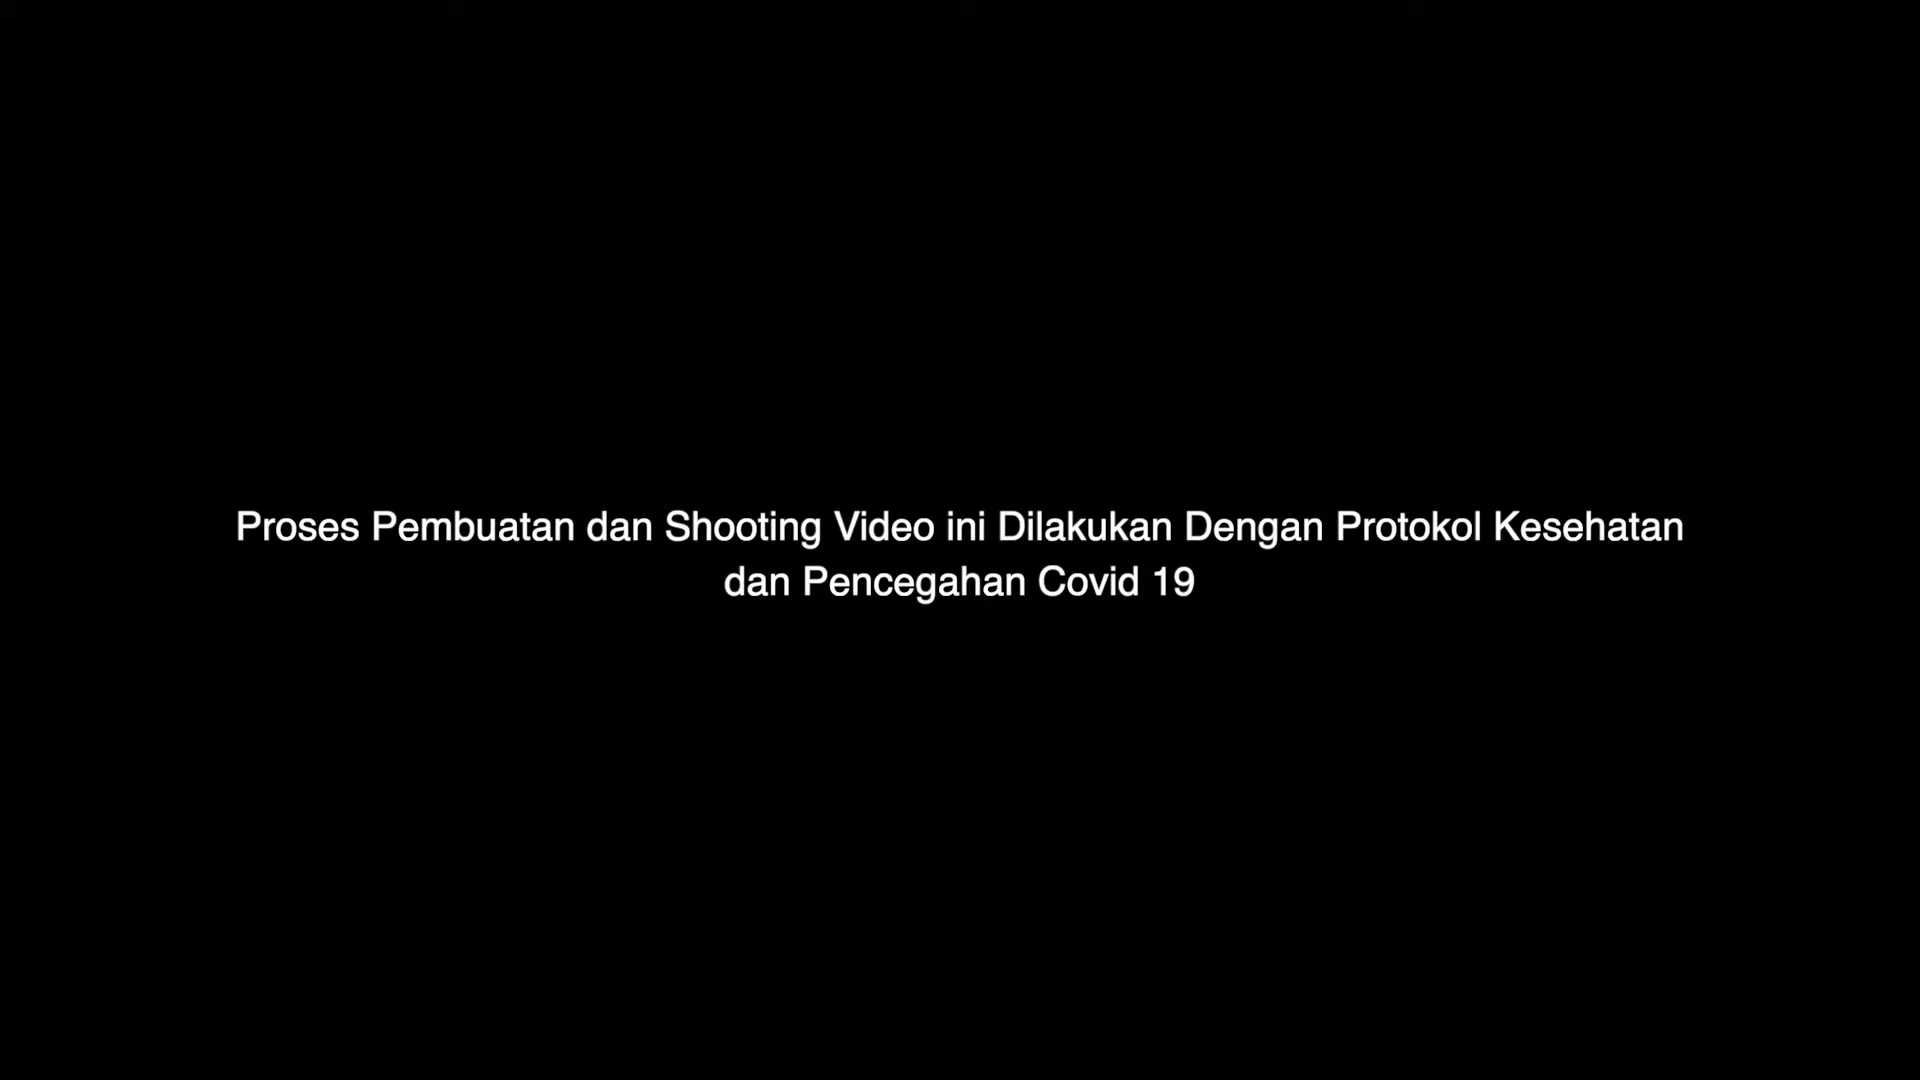 Proses Pembuatan dan Shooting Video ini Dilakukan Dengan Protokol Kesehatan
dan Pencegahan Covid 19